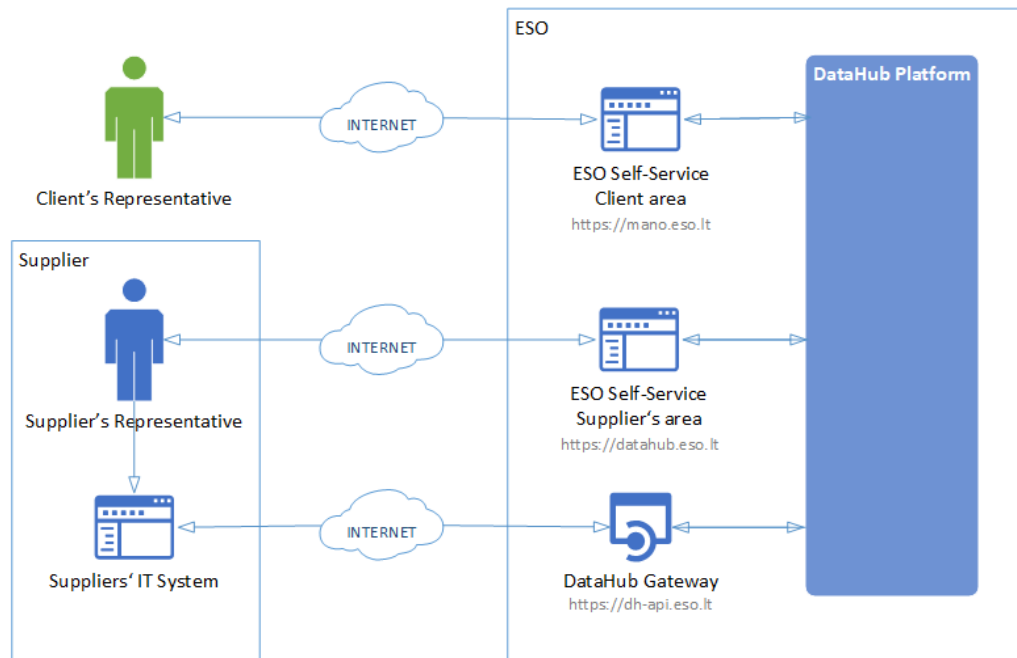 ESO
DataHub Platform
INTERNET
Client's Representative
ESO Self-Service
Client area
https://mano.eso.lt
Supplier
INTERNET
Supplier's Representative
ESO Self-Service
Supplier‘s area
https://datahub.eso.lt
INTERNET
Suppliers‘ IT System
DataHub Gateway
https://dh-api.eso.lt